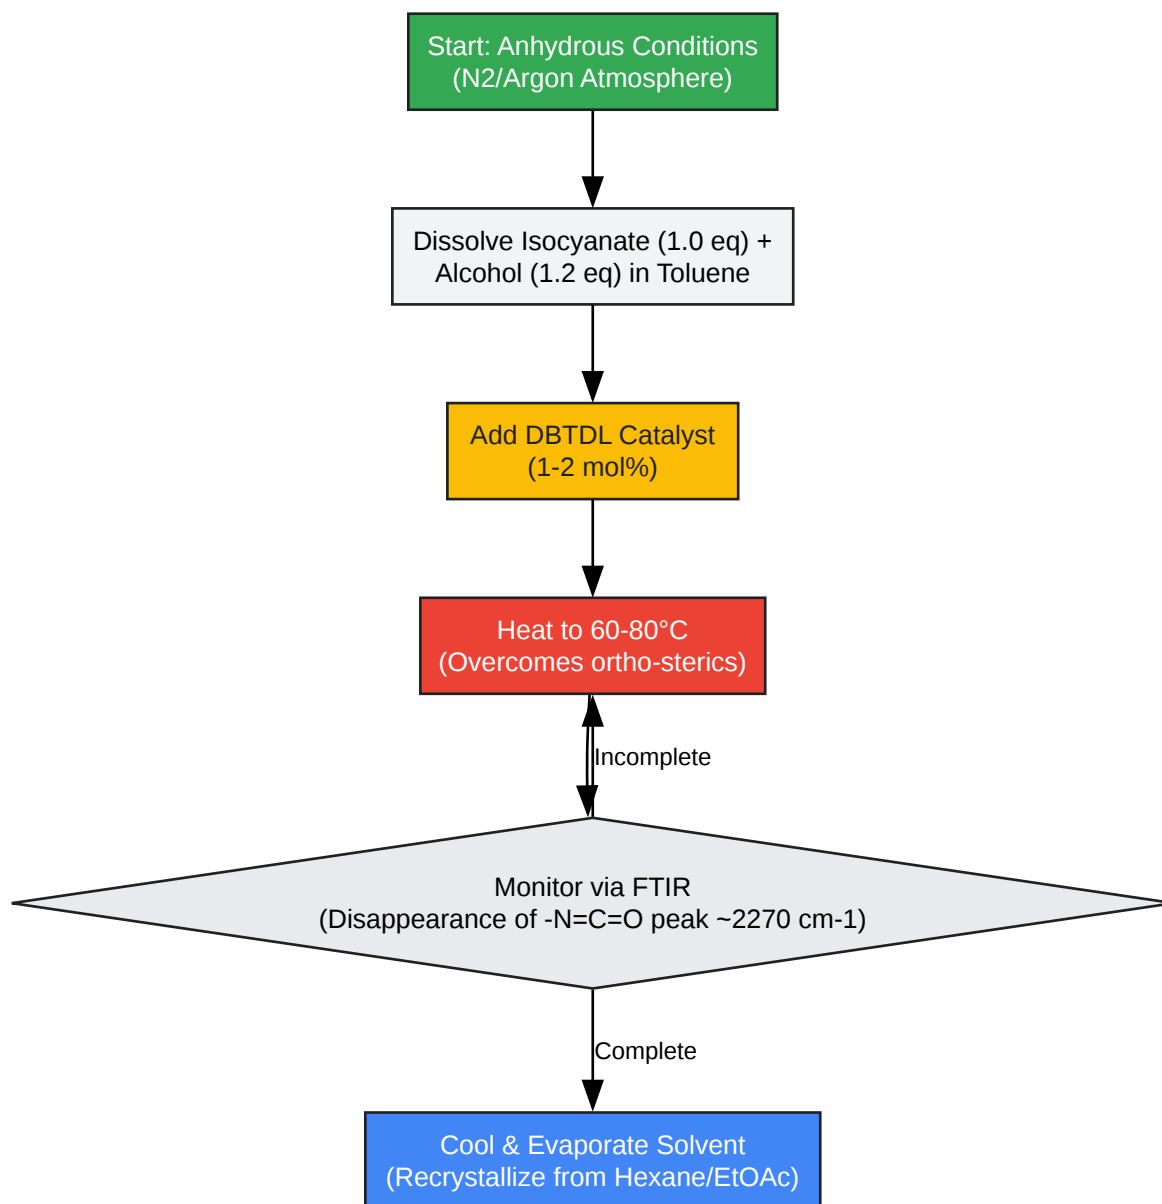 Start: Anhydrous Conditions
(N2/Argon Atmosphere)
Dissolve Isocyanate (1.0 eq) +
Alcohol (1.2 eq) in Toluene
Add DBTDL Catalyst
(1-2 mol%)
Heat to 60-80°C
(Overcomes ortho-sterics)
Incomplete
Monitor via FTIR
(Disappearance of -N=C=O peak ~2270 cm-1)
Complete
Cool & Evaporate Solvent
(Recrystallize from Hexane/EtOAc)